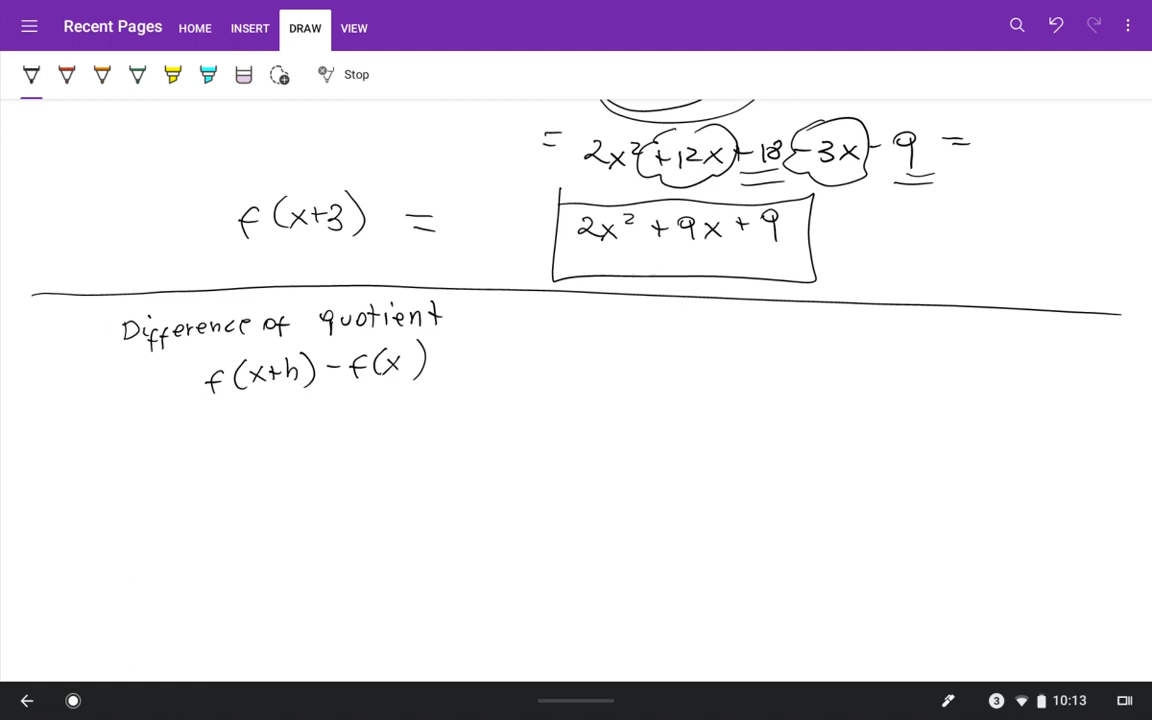 Recent Pages HOME INSERT DRAW VIEW
Stop
= 2x² + 12x + 18 - 3x - 9 =
f(x+3) = 2x² + 9x + 9
Difference of quotient
f(x+h) - f(x)
3 10:13